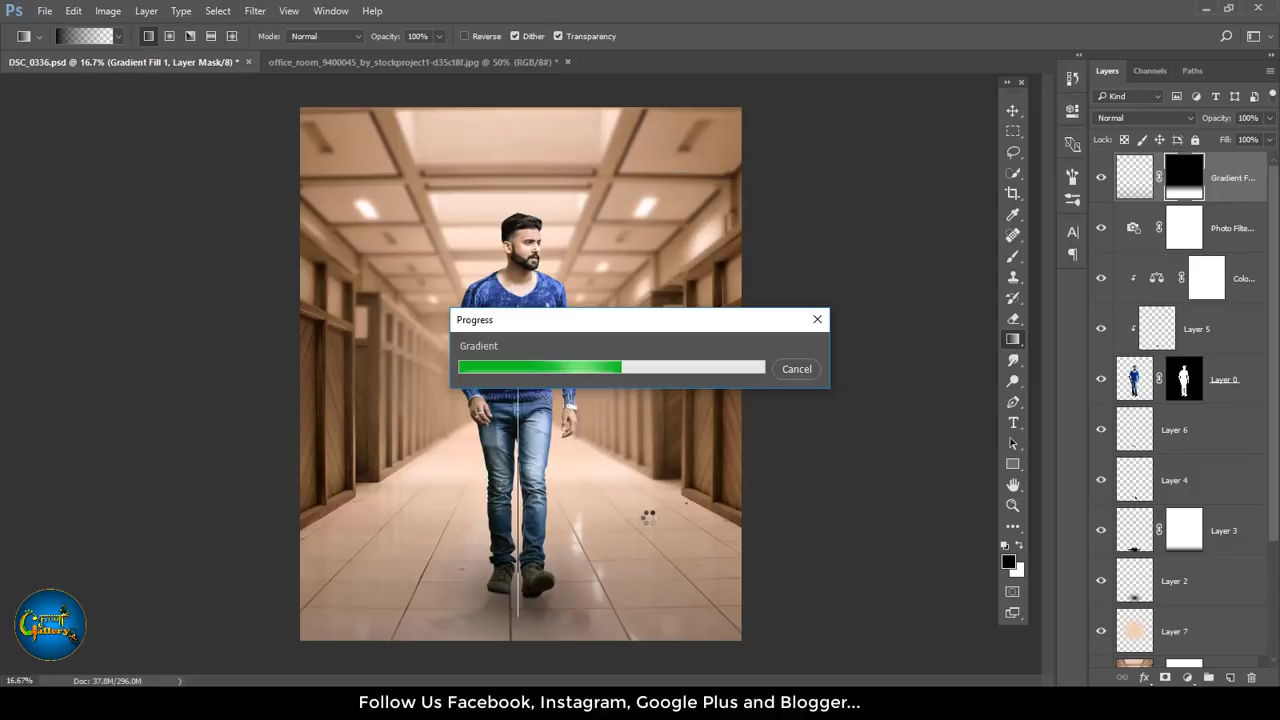 Ps File Edit Image Layer Type Select Filter View Window Help
Mode: Normal Opacity: 100% Reverse Dither Transparency
DSC_0336.psd @ 16.7% (Gradient Fill 1, Layer Mask/8) * × office_room_9400045_by_stockproject1-d35ct8f.jpg @ 50% (RGB/8#) * ×
Layers Channels Paths
Kind
Normal Opacity: 100%
Lock: Fill: 100%
Gradient F...
Photo Filte...
Colo...
Layer 5
Layer 0
Layer 6
Layer 4
Layer 3
Layer 2
Layer 7
Progress
Gradient
Cancel
Gallery
16.67% Doc: 37.8M/296.0M
Follow Us Facebook, Instagram, Google Plus and Blogger...